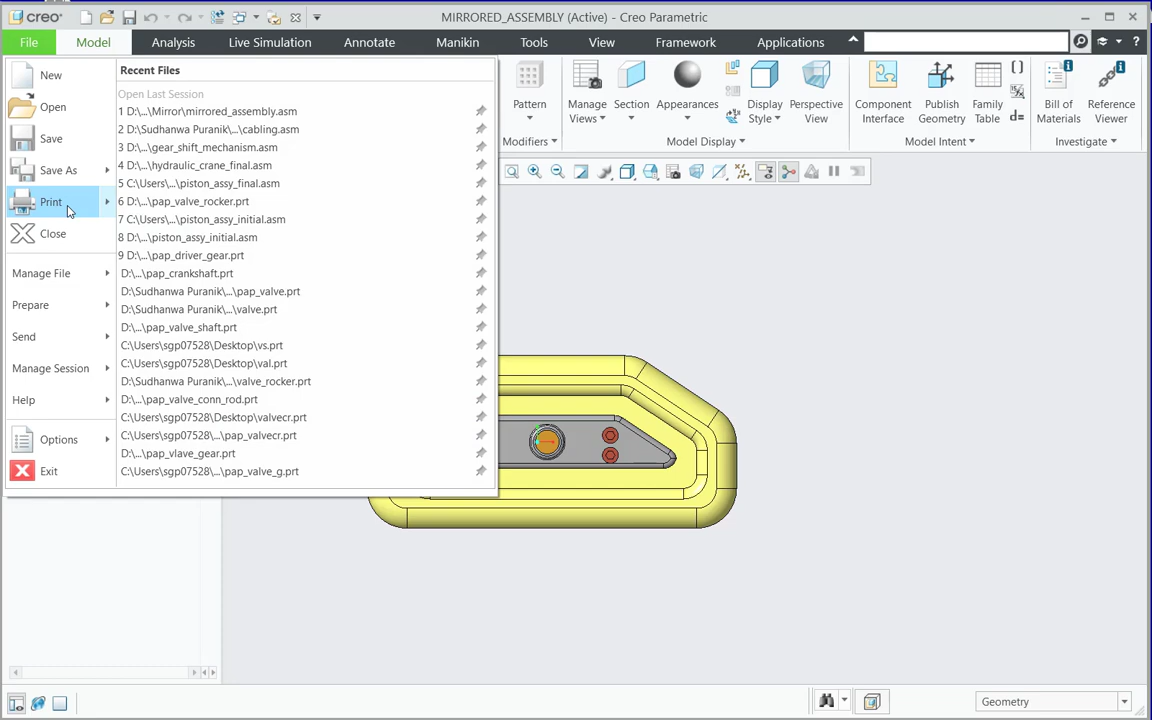 creo
MIRRORED_ASSEMBLY (Active) - Creo Parametric
File
Model
Analysis
Live Simulation
Annotate
Manikin
Tools
View
Framework
Applications
New
Open
Save
Save As
Print
Close
Manage File
Prepare
Send
Manage Session
Help
Options
Exit
Recent Files
Open Last Session
1 D:\...\Mirror\mirrored_assembly.asm
2 D:\Sudhanwa Puranik\...\cabling.asm
3 D:\...\gear_shift_mechanism.asm
4 D:\...\hydraulic_crane_final.asm
5 C:\Users\...\piston_assy_final.asm
6 D:\...\pap_valve_rocker.prt
7 C:\Users\...\piston_assy_initial.asm
8 D:\...\piston_assy_initial.asm
9 D:\...\pap_driver_gear.prt
D:\...\pap_crankshaft.prt
D:\Sudhanwa Puranik\...\pap_valve.prt
D:\Sudhanwa Puranik\...\valve.prt
D:\...\pap_valve_shaft.prt
C:\Users\sgp07528\Desktop\vs.prt
C:\Users\sgp07528\Desktop\val.prt
D:\Sudhanwa Puranik\...\valve_rocker.prt
D:\...\pap_valve_conn_rod.prt
C:\Users\sgp07528\Desktop\valvecr.prt
C:\Users\sgp07528\...\pap_valvecr.prt
D:\...\pap_vlave_gear.prt
C:\Users\sgp07528\...\pap_valve_g.prt
Pattern
Modifiers
Manage Views
Section
Appearances
Display Style
Perspective View
Model Display
Component Interface
Publish Geometry
Family Table
Model Intent
Bill of Materials
Reference Viewer
Investigate
Geometry